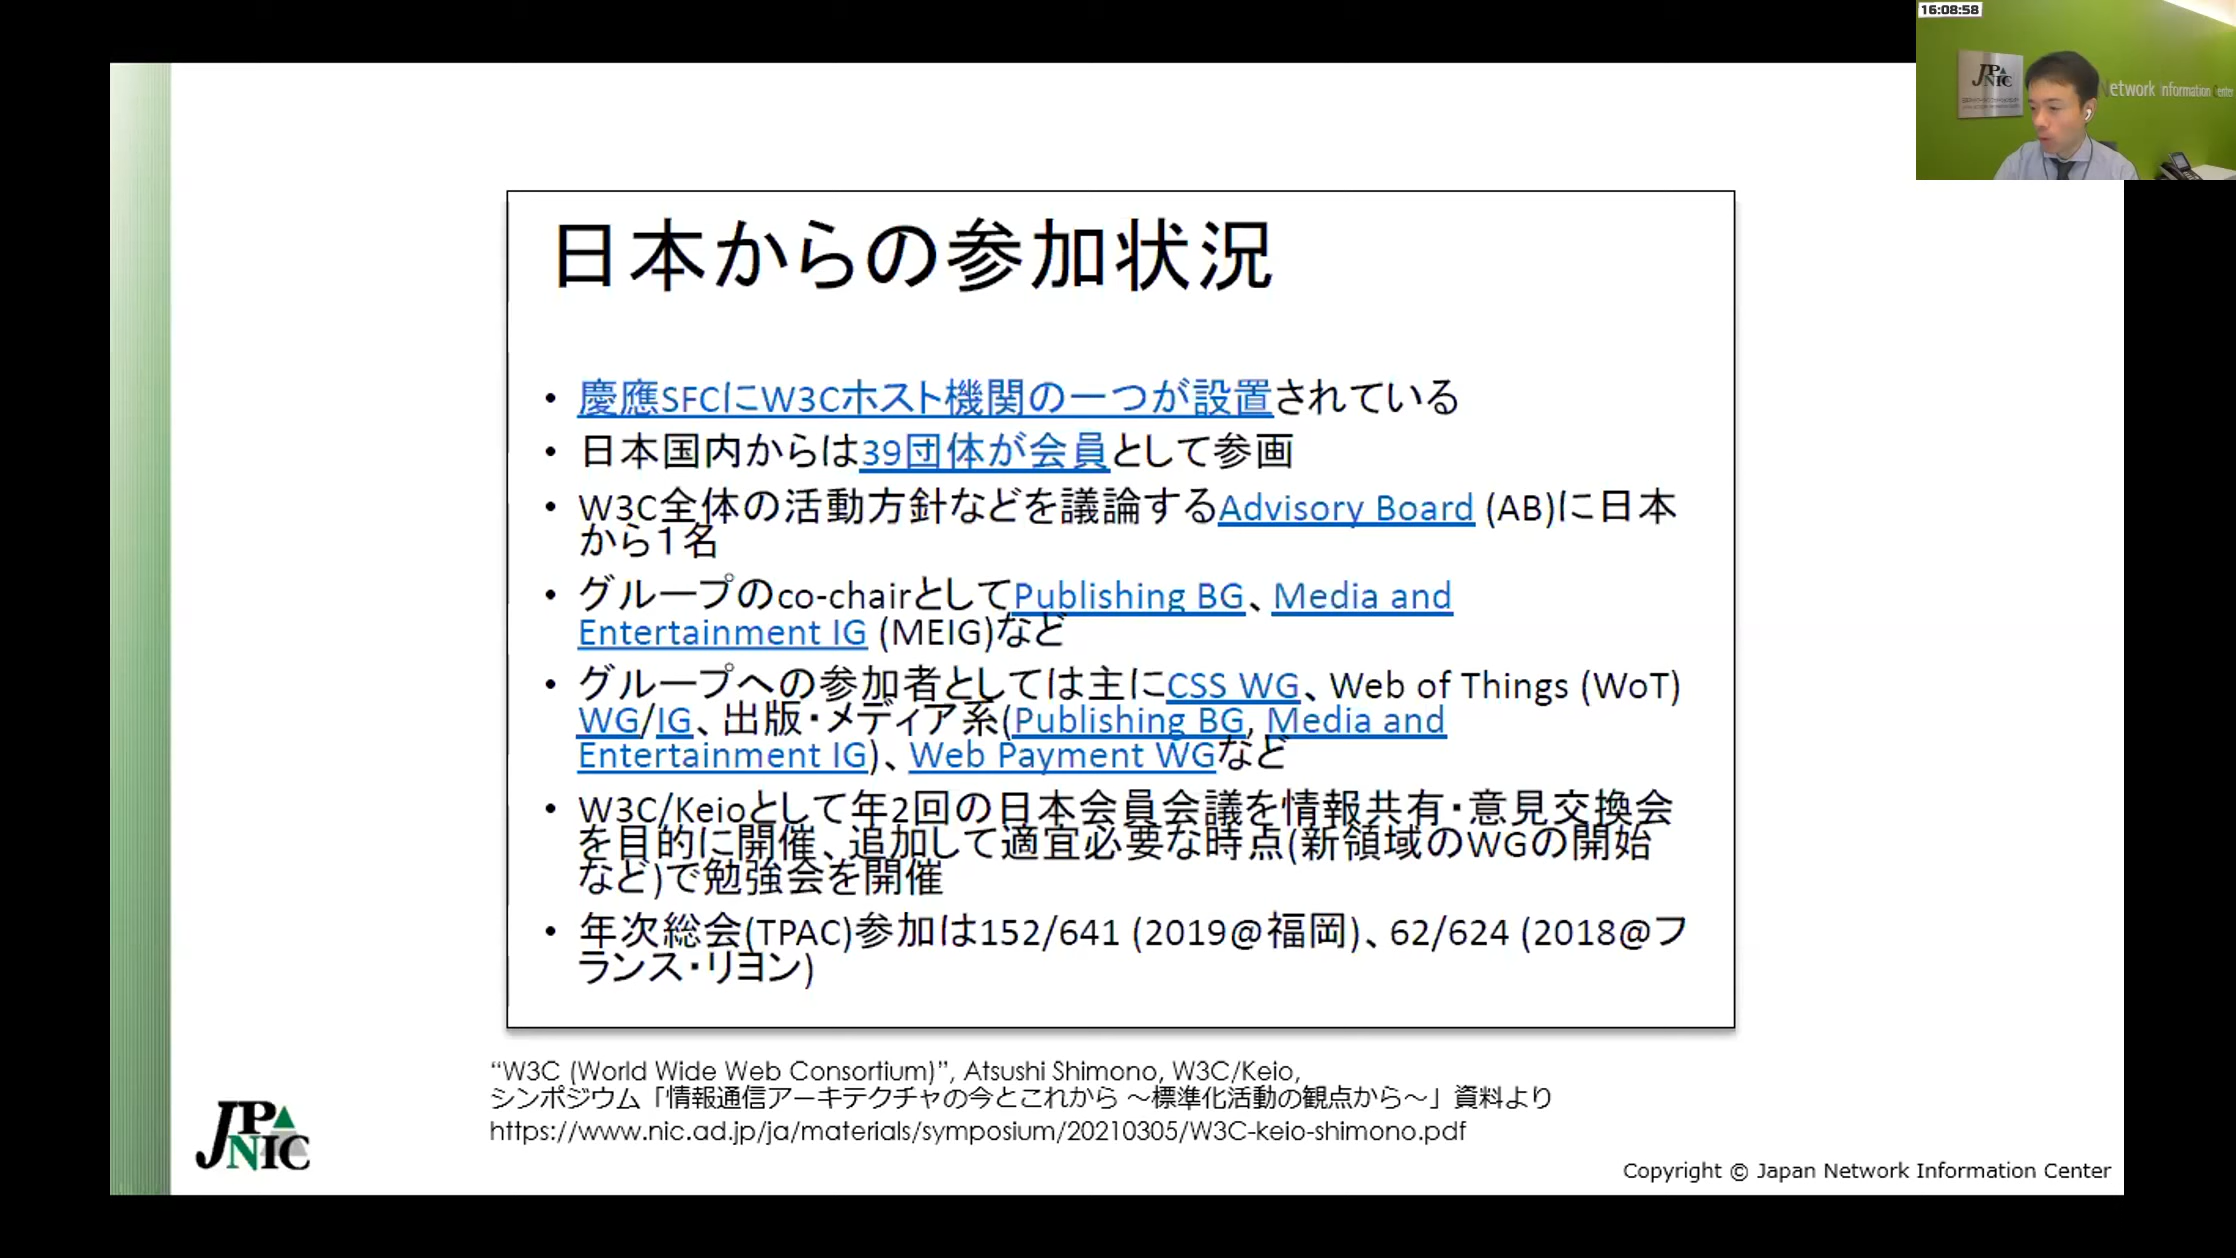 16:08:58
JPNIC
Network Information Center
日本からの参加状況
• 慶應SFCにW3Cホスト機関の一つが設置されている
• 日本国内からは39団体が会員として参画
• W3C全体の活動方針などを議論するAdvisory Board (AB)に日本
から１名
• グループのco-chairとしてPublishing BG、Media and
Entertainment IG (MEIG)など
• グループへの参加者としては主にCSS WG、Web of Things (WoT)
WG/IG、出版・メディア系(Publishing BG, Media and
Entertainment IG)、Web Payment WGなど
• W3C/Keioとして年2回の日本会員会議を情報共有・意見交換会
を目的に開催、追加して適宜必要な時点(新領域のWGの開始
など)で勉強会を開催
• 年次総会(TPAC)参加は152/641 (2019@福岡)、62/624 (2018@フ
ランス・リヨン)
“W3C (World Wide Web Consortium)”, Atsushi Shimono, W3C/Keio,
シンポジウム「情報通信アーキテクチャの今とこれから ～標準化活動の観点から～」資料より
https://www.nic.ad.jp/ja/materials/symposium/20210305/W3C-keio-shimono.pdf
JPNIC
Copyright © Japan Network Information Center